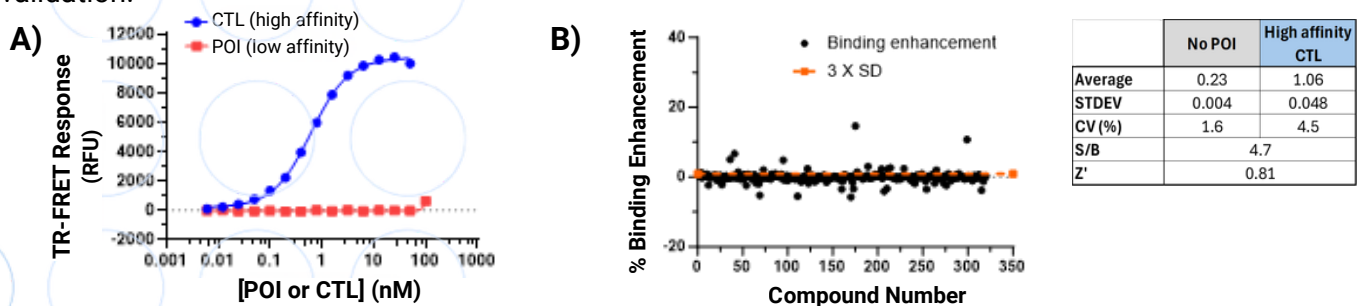 validation.
A)
CTL (high affinity)
POI (low affinity)
TR-FRET Response
(RFU)
12000
10000
8000
6000
4000
2000
0
-2000
0.001 0.01 0.1 1 10 100 1000
[POI or CTL] (nM)
B)
Binding enhancement
3 X SD
% Binding Enhancement
40
20
0
-20
0 50 100 150 200 250 300 350
Compound Number
No POI High affinity CTL
Average 0.23 1.06
STDEV 0.004 0.048
CV (%) 1.6 4.5
S/B 4.7
Z' 0.81